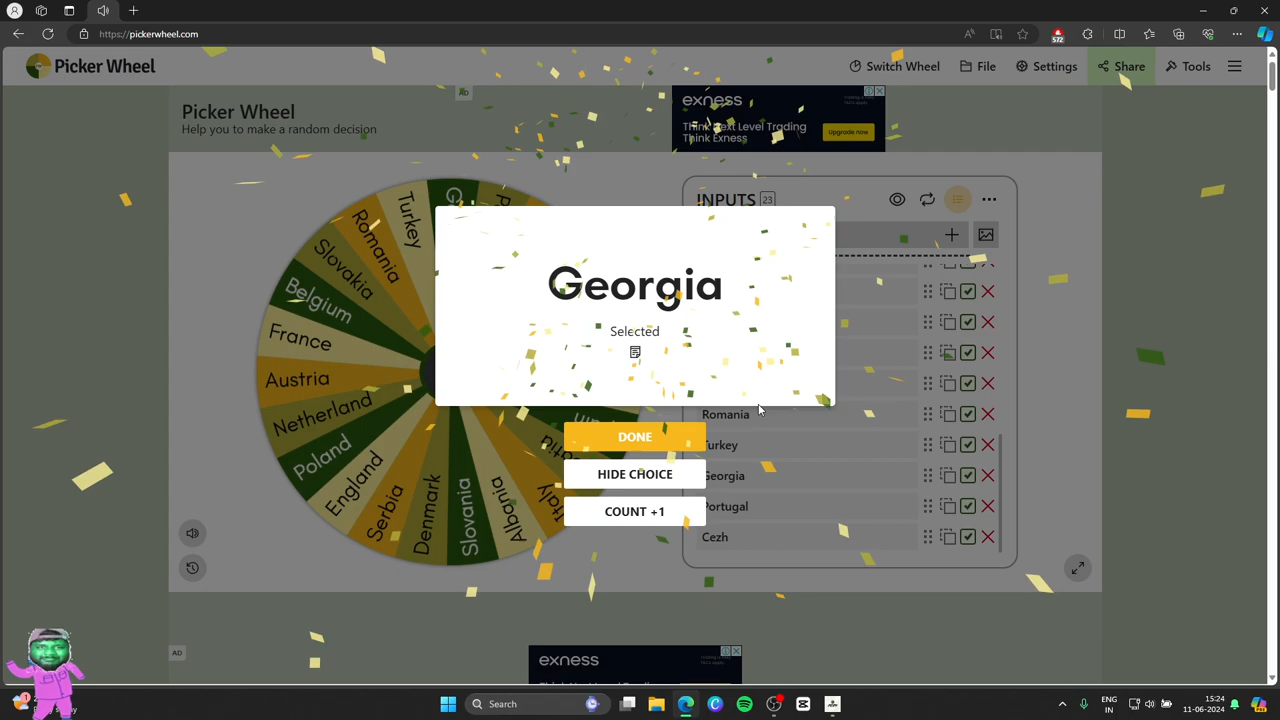 https://pickerwheel.com
572
Picker Wheel
Switch Wheel
File
Settings
Share
Tools
Picker Wheel
Help you to make a random decision
AD
exness
Think Next Level Trading
Think Exness
Upgrade now
Turkey
Romania
Slovakia
Belgium
France
Austria
Netherland
Poland
England
Serbia
Denmark
Slovania
Albania
Italy
INPUTS 23
Georgia
Selected
DONE
HIDE CHOICE
COUNT +1
Romania
Turkey
Georgia
Portugal
Cezh
AD
exness
1
Search
ENG
IN
15:24
11-06-2024